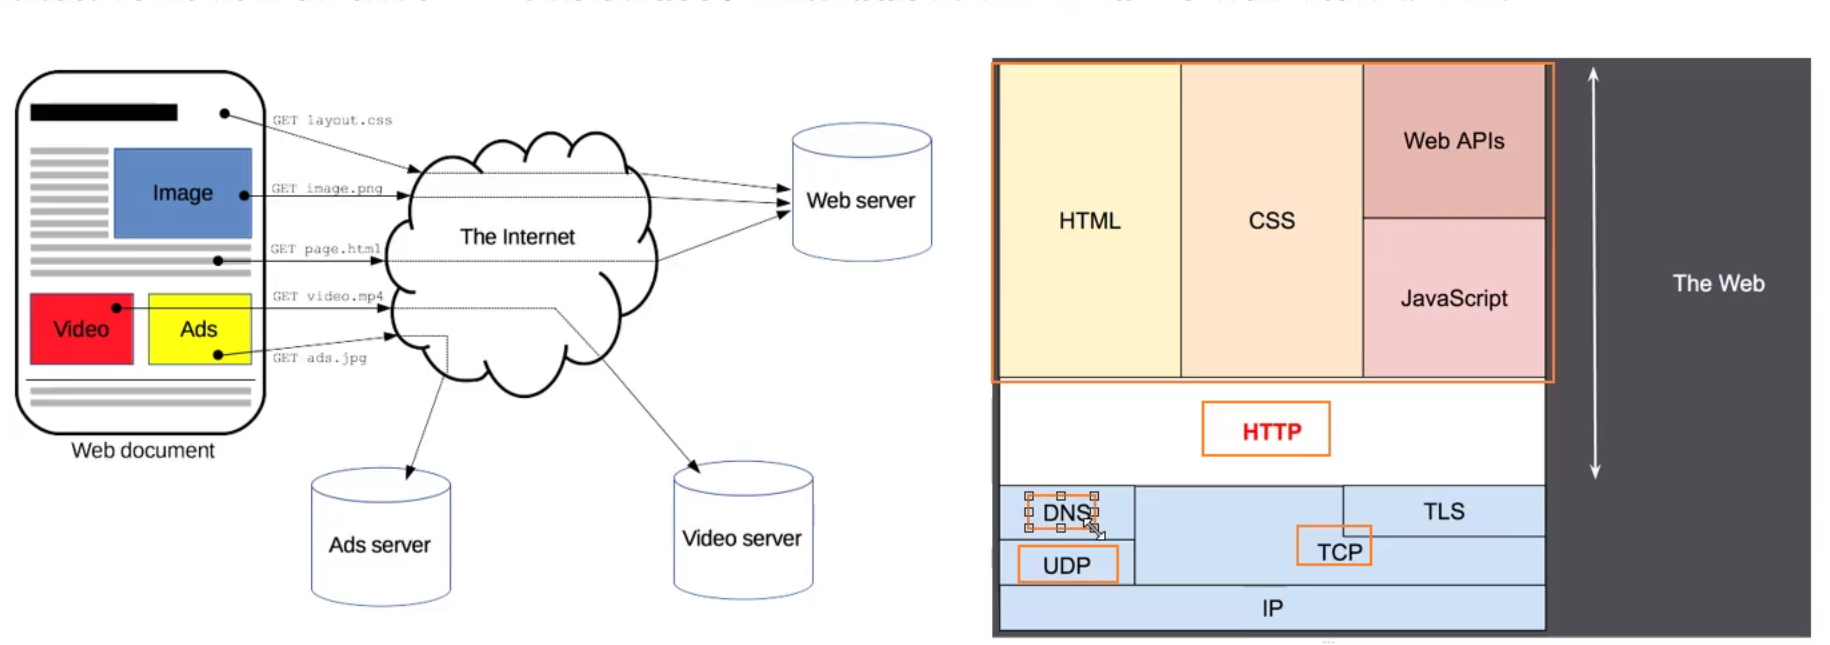 GET layout.css
Image
GET image.png
The Internet
Web server
GET page.html
GET video.mp4
Video
Ads
GET ads.jpg
Web document
Ads server
Video server
HTML
CSS
Web APIs
JavaScript
The Web
HTTP
DNS
TLS
TCP
UDP
IP